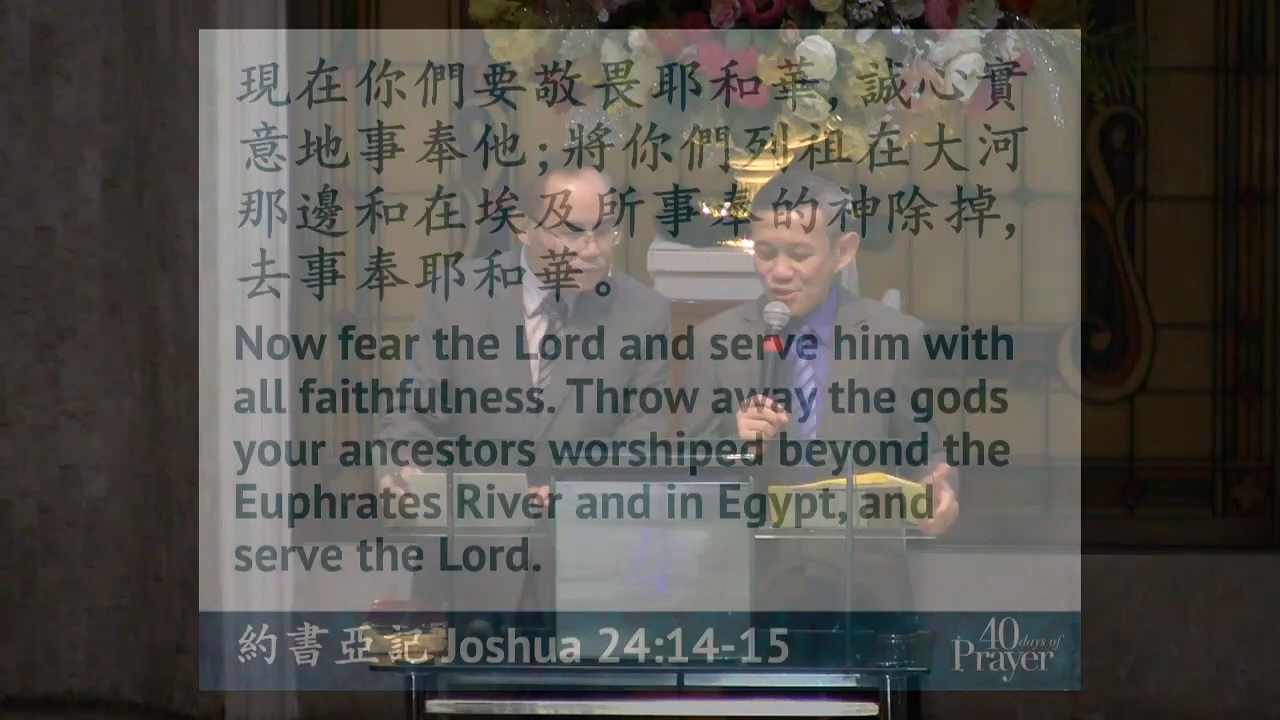 現在你們要敬畏耶和華, 誠心實
意地事奉他; 將你們列祖在大河
那邊和在埃及所事奉的神除掉,
去事奉耶和華。
Now fear the Lord and serve him with
all faithfulness. Throw away the gods
your ancestors worshiped beyond the
Euphrates River and in Egypt, and
serve the Lord.
約書亞記 Joshua 24:14-15
40 days of
Prayer